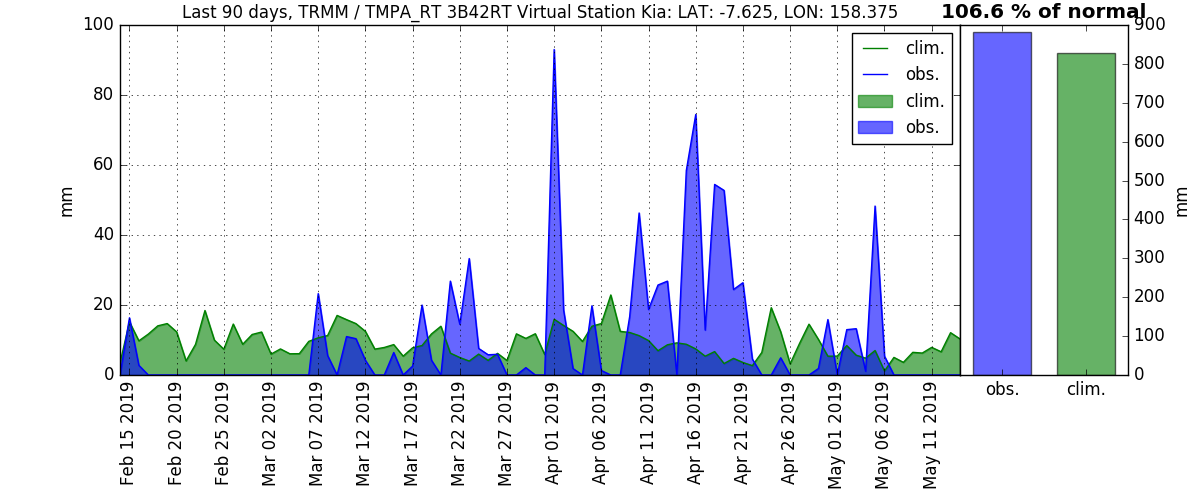 Last 90 days, TRMM / TMPA_RT 3B42RT Virtual Station Kia: LAT: -7.625, LON: 158.375
106.6 % of normal
100
80
60
40
20
0
mm
clim.
obs.
clim.
obs.
900
800
700
600
500
400
300
200
100
0
mm
obs.
clim.
Feb 15 2019
Feb 20 2019
Feb 25 2019
Mar 02 2019
Mar 07 2019
Mar 12 2019
Mar 17 2019
Mar 22 2019
Mar 27 2019
Apr 01 2019
Apr 06 2019
Apr 11 2019
Apr 16 2019
Apr 21 2019
Apr 26 2019
May 01 2019
May 06 2019
May 11 2019